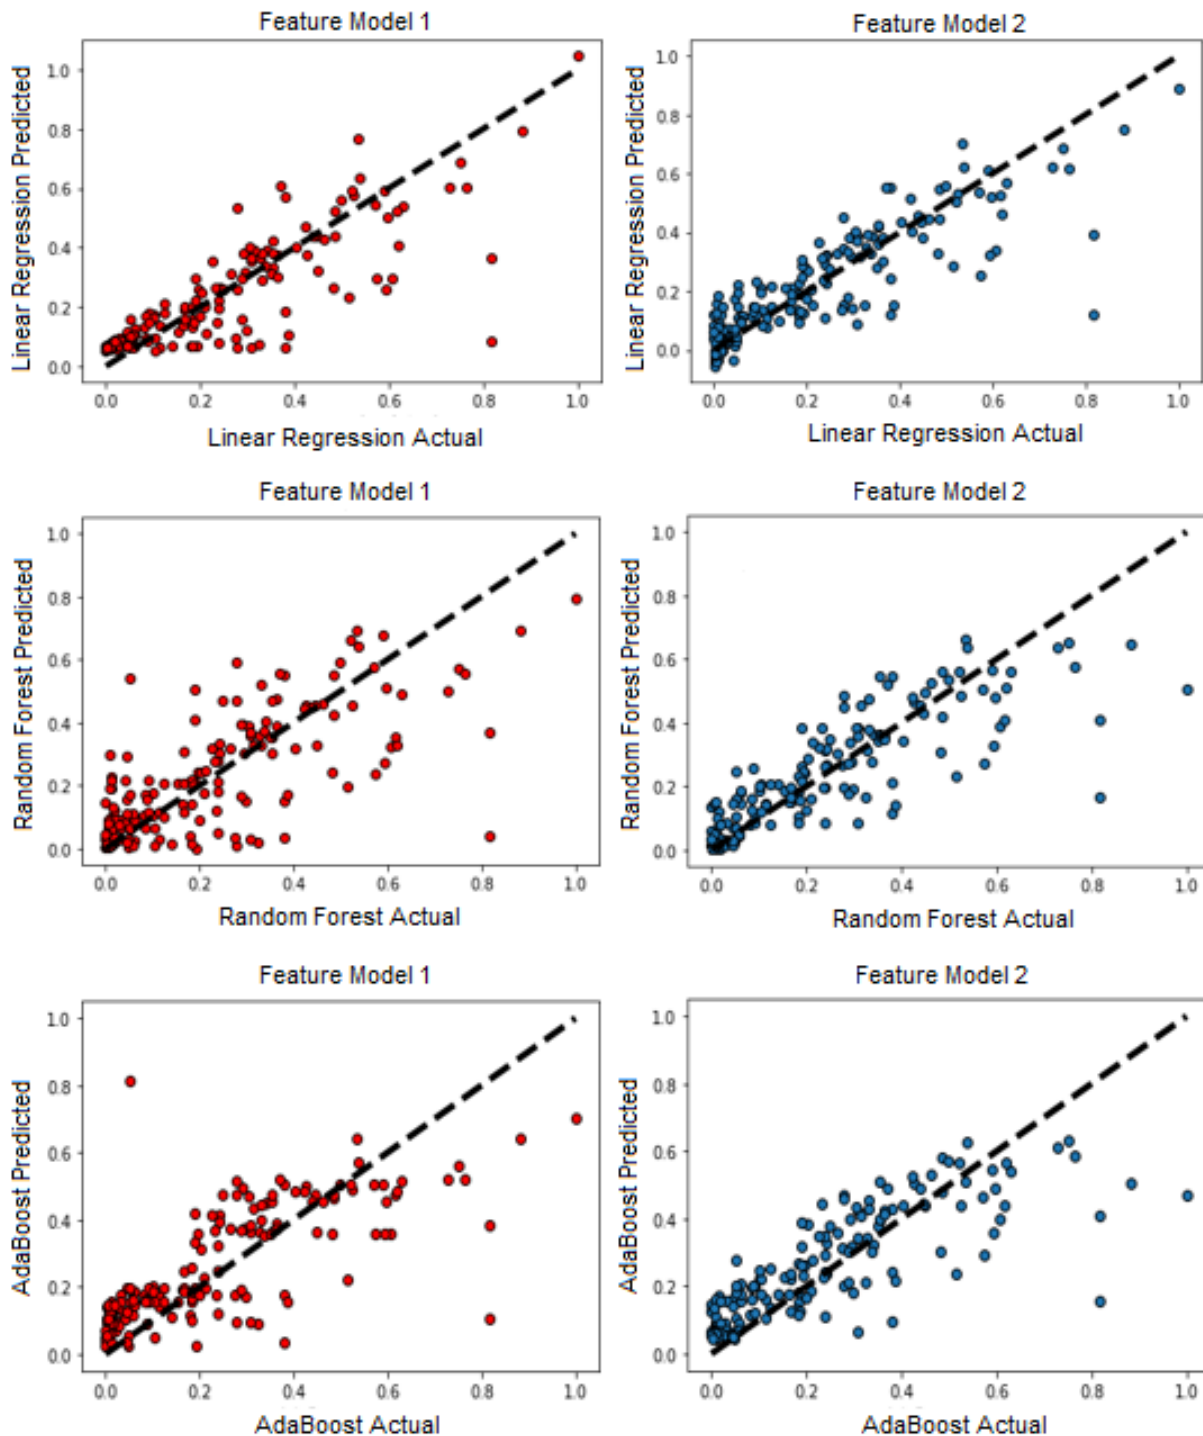 Feature Model 1
Feature Model 2
Linear Regression Predicted
1.0
0.8
0.6
0.4
0.2
0.0
0.0 0.2 0.4 0.6 0.8 1.0
Linear Regression Actual
Linear Regression Predicted
1.0
0.8
0.6
0.4
0.2
0.0
0.0 0.2 0.4 0.6 0.8 1.0
Linear Regression Actual
Feature Model 1
Feature Model 2
Random Forest Predicted
1.0
0.8
0.6
0.4
0.2
0.0
0.0 0.2 0.4 0.6 0.8 1.0
Random Forest Actual
Random Forest Predicted
1.0
0.8
0.6
0.4
0.2
0.0
0.0 0.2 0.4 0.6 0.8 1.0
Random Forest Actual
Feature Model 1
Feature Model 2
AdaBoost Predicted
1.0
0.8
0.6
0.4
0.2
0.0
0.0 0.2 0.4 0.6 0.8 1.0
AdaBoost Actual
AdaBoost Predicted
1.0
0.8
0.6
0.4
0.2
0.0
0.0 0.2 0.4 0.6 0.8 1.0
AdaBoost Actual